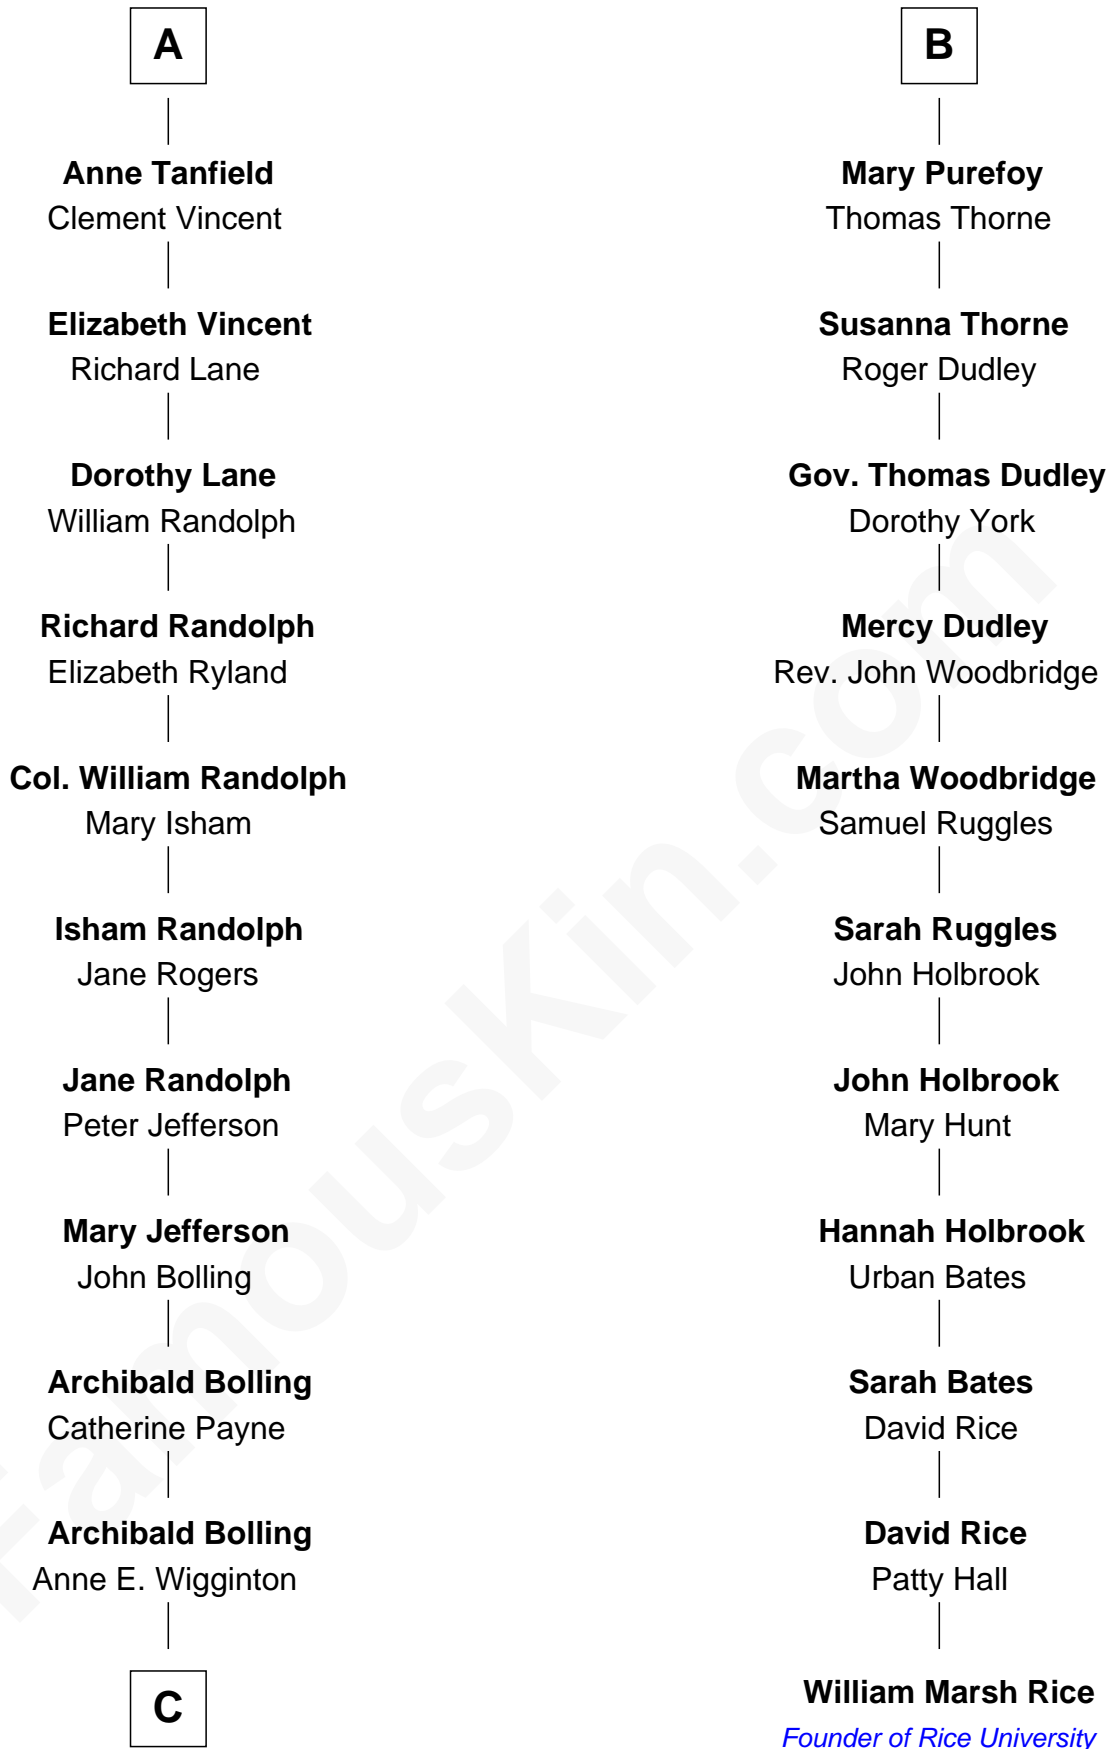 A
Anne Tanfield
Clement Vincent
Elizabeth Vincent
Richard Lane
Dorothy Lane
William Randolph
Richard Randolph
Elizabeth Ryland
Col. William Randolph
Mary Isham
Isham Randolph
Jane Rogers
Jane Randolph
Peter Jefferson
Mary Jefferson
John Bolling
Archibald Bolling
Catherine Payne
Archibald Bolling
Anne E. Wigginton
C
B
Mary Purefoy
Thomas Thorne
Susanna Thorne
Roger Dudley
Gov. Thomas Dudley
Dorothy York
Mercy Dudley
Rev. John Woodbridge
Martha Woodbridge
Samuel Ruggles
Sarah Ruggles
John Holbrook
John Holbrook
Mary Hunt
Hannah Holbrook
Urban Bates
Sarah Bates
David Rice
David Rice
Patty Hall
William Marsh Rice
Founder of Rice University
FamousKin.com